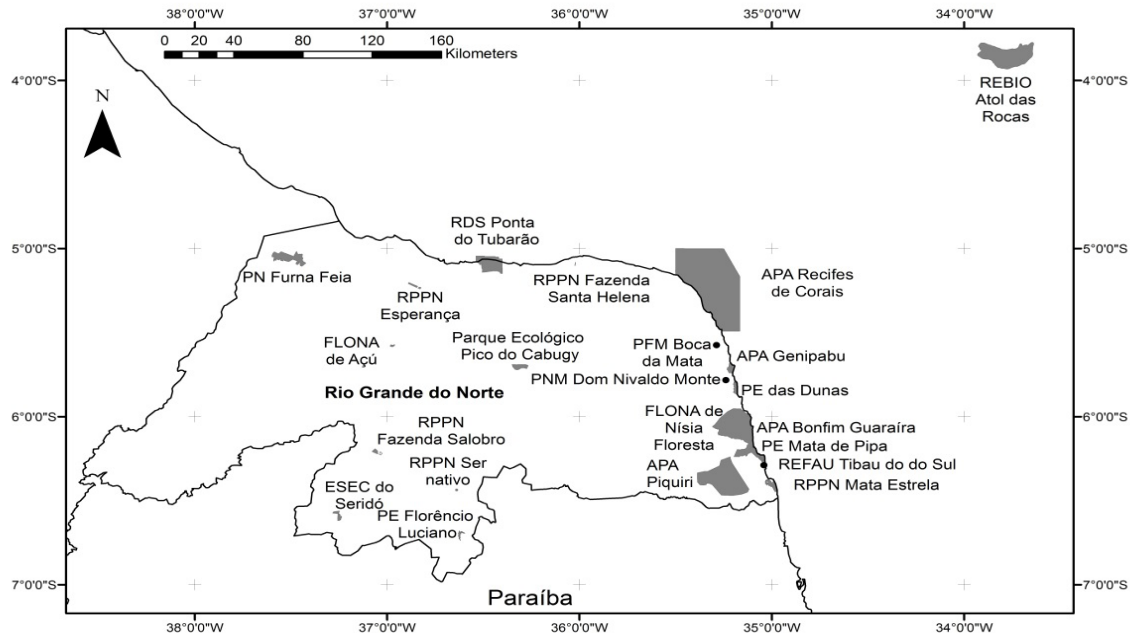 38°0'0"W 37°0'0"W 36°0'0"W 35°0'0"W 34°0'0"W
0 20 40 80 120 160
Kilometers
4°0'0"S 4°0'0"S
N
REBIO
Atol das
Rocas
RDS Ponta
do Tubarão
5°0'0"S 5°0'0"S
PN Furna Feia
RPPN Fazenda
Santa Helena
APA Recifes
de Corais
RPPN
Esperança
FLONA
de Açú
Parque Ecológico
Pico do Cabugy
PFM Boca
da Mata
APA Genipabu
PNM Dom Nivaldo Monte
PE das Dunas
Rio Grande do Norte
6°0'0"S 6°0'0"S
FLONA de
Nísia
Floresta
APA Bonfim Guaraíra
PE Mata de Pipa
RPPN
Fazenda Salobro
RPPN Ser
nativo
APA
Piquiri
REFAU Tibau do do Sul
RPPN Mata Estrela
ESEC do
Seridó
PE Florêncio
Luciano
7°0'0"S 7°0'0"S
Paraíba
38°0'0"W 37°0'0"W 36°0'0"W 35°0'0"W 34°0'0"W